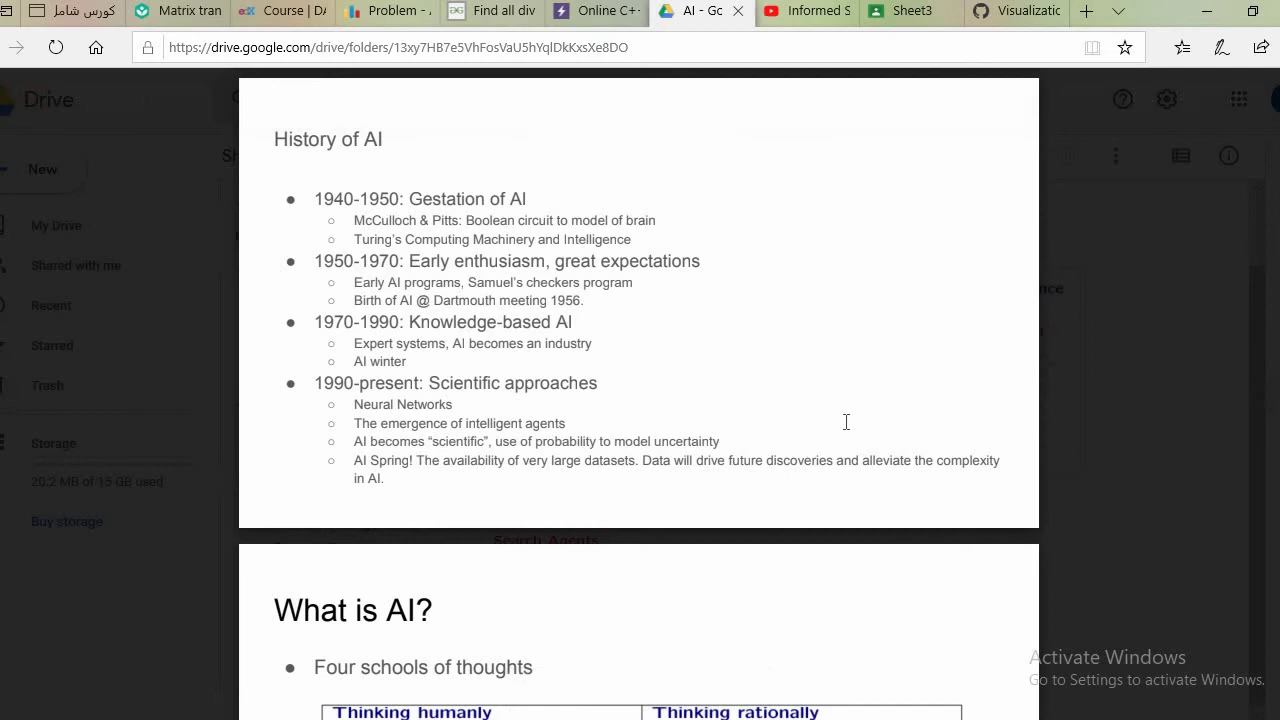 کورس شامل
Matrix tran
Course | DA
Problem - A
Find all div
Online C+
AI - Go
Informed S
Sheet3
Visualizatic
https://drive.google.com/drive/folders/13xy7HB7e5VhFosVaU5hYqlDkKxsXe8DO
Drive
New
My Drive
Shared with me
Recent
Starred
Trash
Storage
20.2 MB of 15 GB used
Buy storage
History of AI
1940-1950: Gestation of AI
McCulloch & Pitts: Boolean circuit to model of brain
Turing's Computing Machinery and Intelligence
1950-1970: Early enthusiasm, great expectations
Early AI programs, Samuel's checkers program
Birth of AI @ Dartmouth meeting 1956.
1970-1990: Knowledge-based AI
Expert systems, AI becomes an industry
AI winter
1990-present: Scientific approaches
Neural Networks
The emergence of intelligent agents
AI becomes “scientific”, use of probability to model uncertainty
AI Spring! The availability of very large datasets. Data will drive future discoveries and alleviate the complexity
in AI.
Search Agents
What is AI?
Four schools of thoughts
Thinking humanly
Thinking rationally
Activate Windows
Go to Settings to activate Windows.